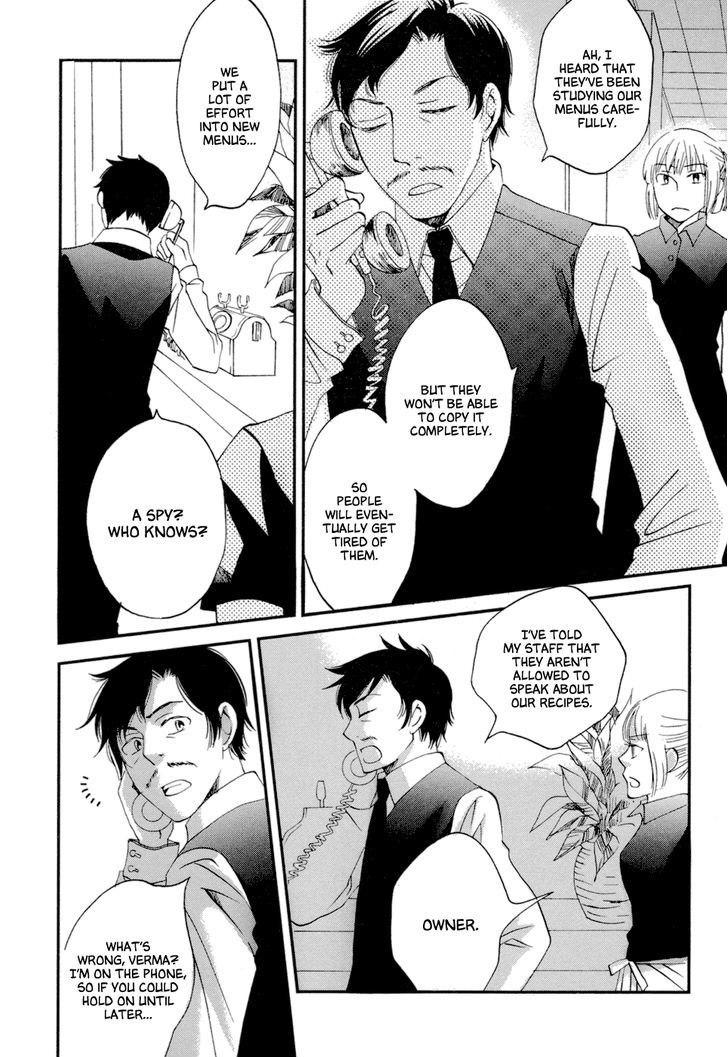 AH, I
HEARD THAT
THEY'VE BEEN
STUDYING OUR
MENUS CARE-
FULLY.
BUT THEY
WON'T BE ABLE
TO COPY IT
COMPLETELY.
SO
PEOPLE
WILL EVEN-
TUALLY GET
TIRED OF
THEM.
WE
PUT A
LOT OF
EFFORT
INTO NEW
MENUS...
A SPY?
WHO KNOWS?
I'VE TOLD
MY STAFF THAT
THEY AREN'T
ALLOWED TO
SPEAK ABOUT
OUR RECIPES.
OWNER.
WHAT'S
WRONG, VERMA?
I'M ON THE PHONE,
SO IF YOU COULD
HOLD ON UNTIL
LATER...